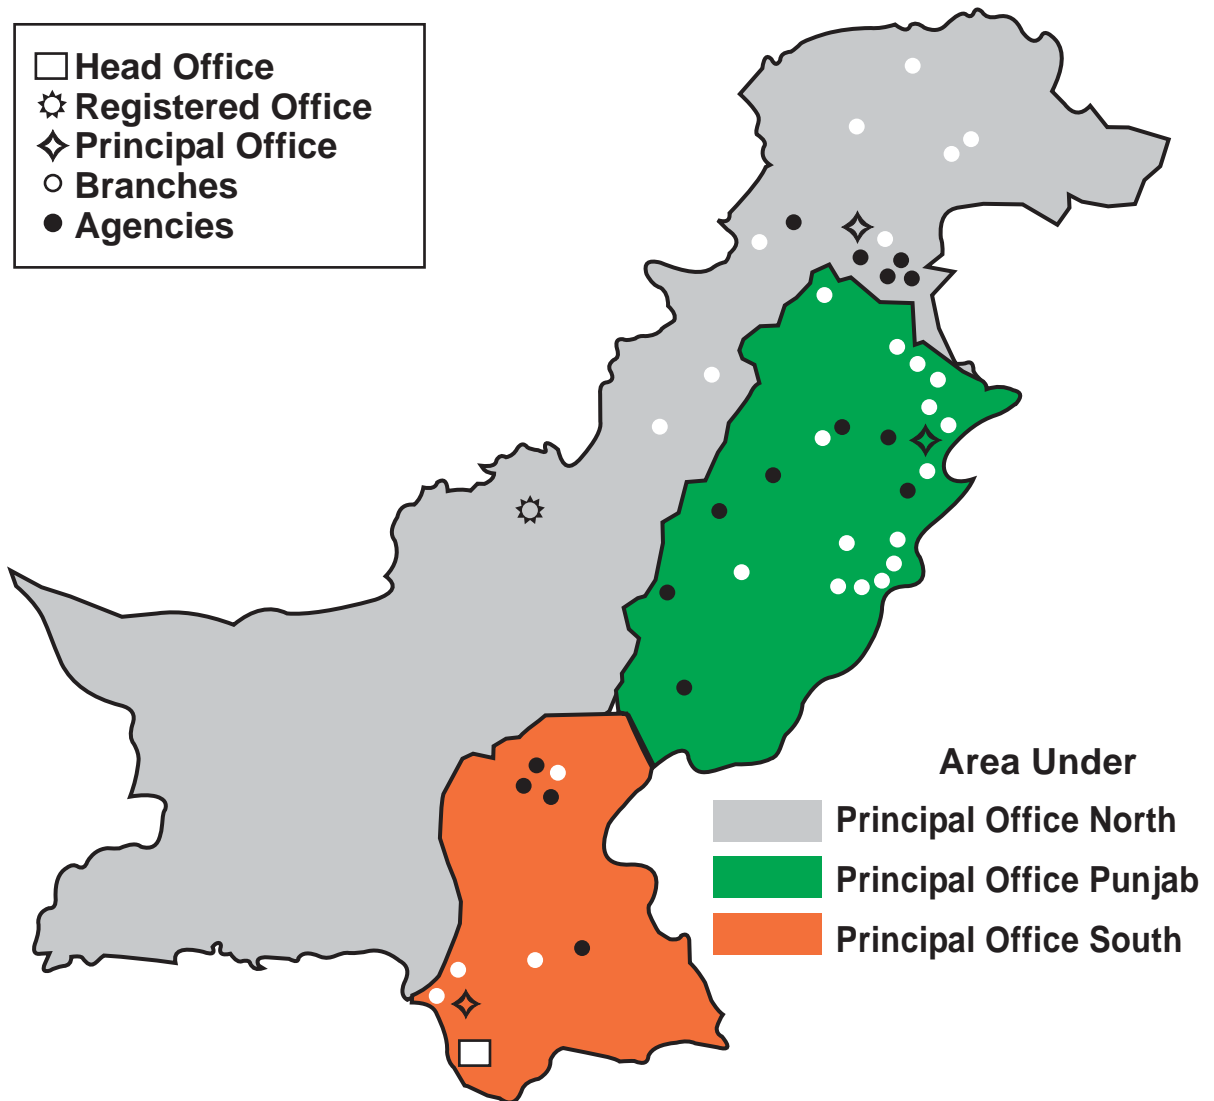 Head Office
Registered Office
Principal Office
Branches
Agencies
Area Under
Principal Office North
Principal Office Punjab
Principal Office South